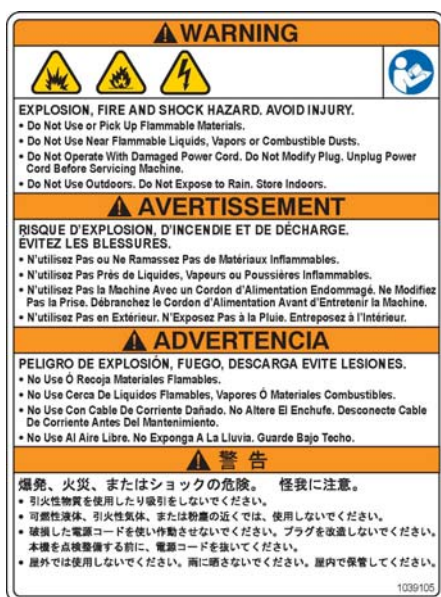 WARNING
EXPLOSION, FIRE AND SHOCK HAZARD. AVOID INJURY.
• Do Not Use or Pick Up Flammable Materials.
• Do Not Use Near Flammable Liquids, Vapors or Combustible Dusts.
• Do Not Operate With Damaged Power Cord. Do Not Modify Plug. Unplug Power
Cord Before Servicing Machine.
• Do Not Use Outdoors. Do Not Expose to Rain. Store Indoors.
AVERTISSEMENT
RISQUE D'EXPLOSION, D'INCENDIE ET DE DÉCHARGE.
ÉVITEZ LES BLESSURES.
• N'utilisez Pas ou Ne Ramassez Pas de Matériaux Inflammables.
• N'utilisez Pas Près de Liquides, Vapeurs ou Poussières Inflammables.
• N'utilisez Pas la Machine Avec un Cordon d'Alimentation Endommagé. Ne Modifiez
Pas la Prise. Débranchez le Cordon d'Alimentation Avant d'Entretenir la Machine.
• N'utilisez Pas en Extérieur. N'Exposez Pas à la Pluie. Entreposez à l'Intérieur.
ADVERTENCIA
PELIGRO DE EXPLOSIÓN, FUEGO, DESCARGA EVITE LESIONES.
• No Use Ó Recoja Materiales Flamables.
• No Use Cerca De Liquidos Flamables, Vapores Ó Materiales Combustibles.
• No Use Con Cable De Corriente Dañado. No Altere El Enchufe. Desconecte Cable
De Corriente Antes Del Mantenimiento.
• No Use Al Aire Libre. No Exponga A La Lluvia. Guarde Bajo Techo.
警告
爆発、火災、またはショックの危険。 怪我に注意。
• 引火性物質を使用したり吸引をしないでください。
• 可燃性液体、引火性気体、または粉塵の近くでは、使用しないでください。
• 破損した電源コードを使い作動させないでください。プラグを改造しないでください。
本機を点検整備する前に、電源コードを抜いてください。
• 屋外では使用しないでください。雨に晒さないでください。屋内で保管してください。
1039105